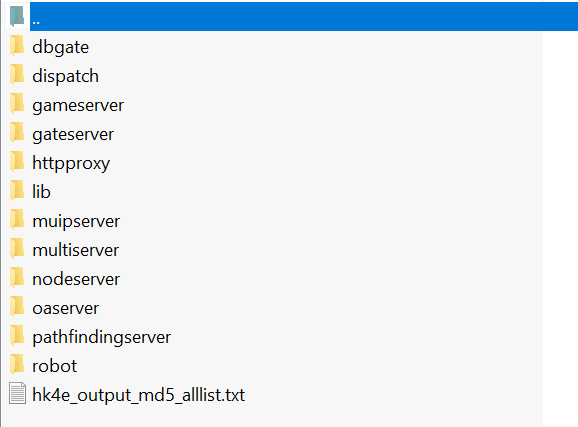 ..
dbgate
dispatch
gameserver
gateserver
httpproxy
lib
muipserver
multiserver
nodeserver
oaserver
pathfindingserver
robot
hk4e_output_md5_alllist.txt